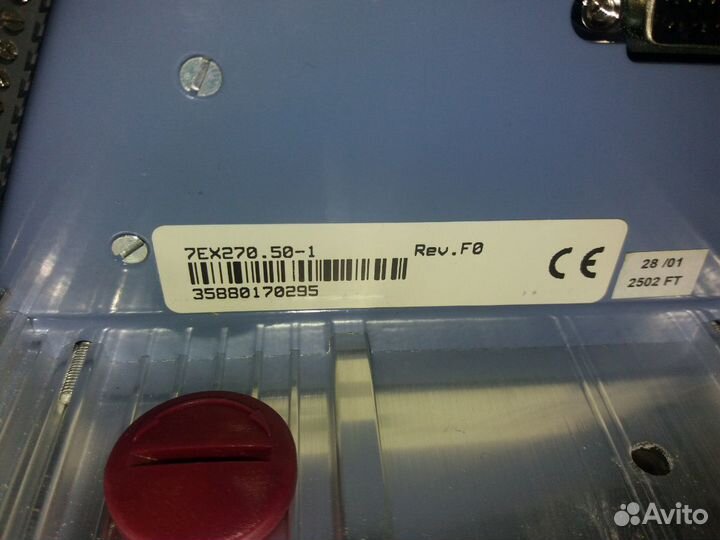 7EX270.50-1 Rev.F0
35880170295
CE
28 /01
2502 FT
Avito